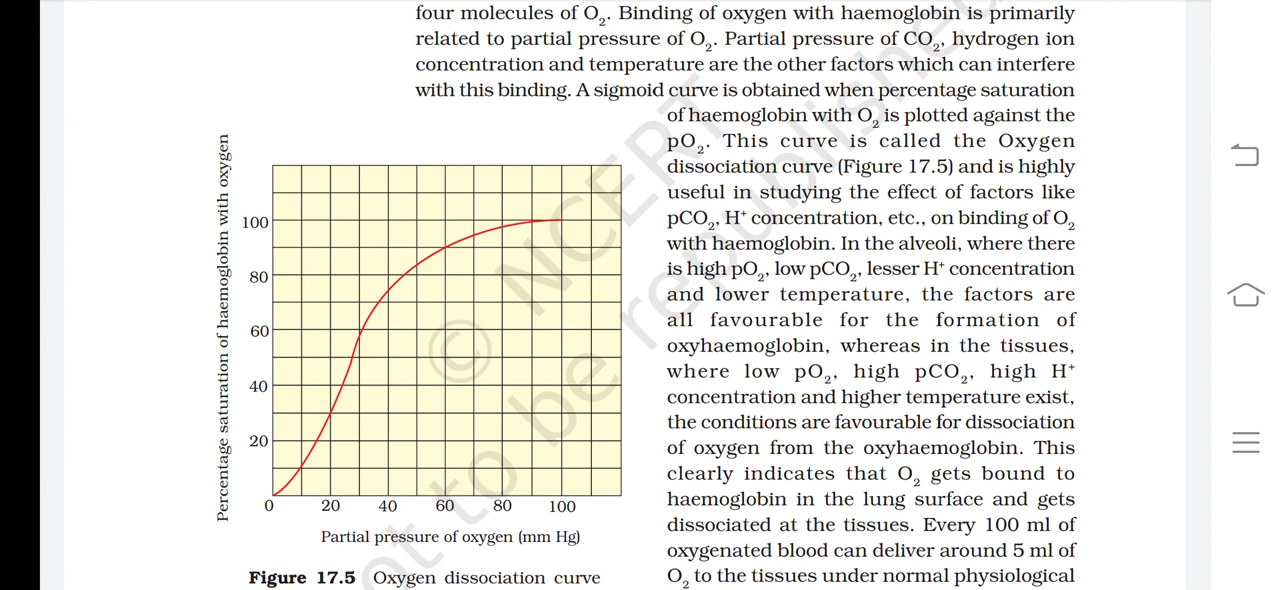 four molecules of O₂. Binding of oxygen with haemoglobin is primarily
related to partial pressure of O₂. Partial pressure of CO₂, hydrogen ion
concentration and temperature are the other factors which can interfere
with this binding. A sigmoid curve is obtained when percentage saturation
of haemoglobin with O₂ is plotted against the
pO₂. This curve is called the Oxygen
dissociation curve (Figure 17.5) and is highly
useful in studying the effect of factors like
pCO₂, H⁺ concentration, etc., on binding of O₂
with haemoglobin. In the alveoli, where there
is high pO₂, low pCO₂, lesser H⁺ concentration
and lower temperature, the factors are
all favourable for the formation of
oxyhaemoglobin, whereas in the tissues,
where low pO₂, high pCO₂, high H⁺
concentration and higher temperature exist,
the conditions are favourable for dissociation
of oxygen from the oxyhaemoglobin. This
clearly indicates that O₂ gets bound to
haemoglobin in the lung surface and gets
dissociated at the tissues. Every 100 ml of
oxygenated blood can deliver around 5 ml of
O₂ to the tissues under normal physiological
Percentage saturation of haemoglobin with oxygen
100
80
60
40
20
0 20 40 60 80 100
Partial pressure of oxygen (mm Hg)
Figure 17.5 Oxygen dissociation curve
© NCERT
not to be republished